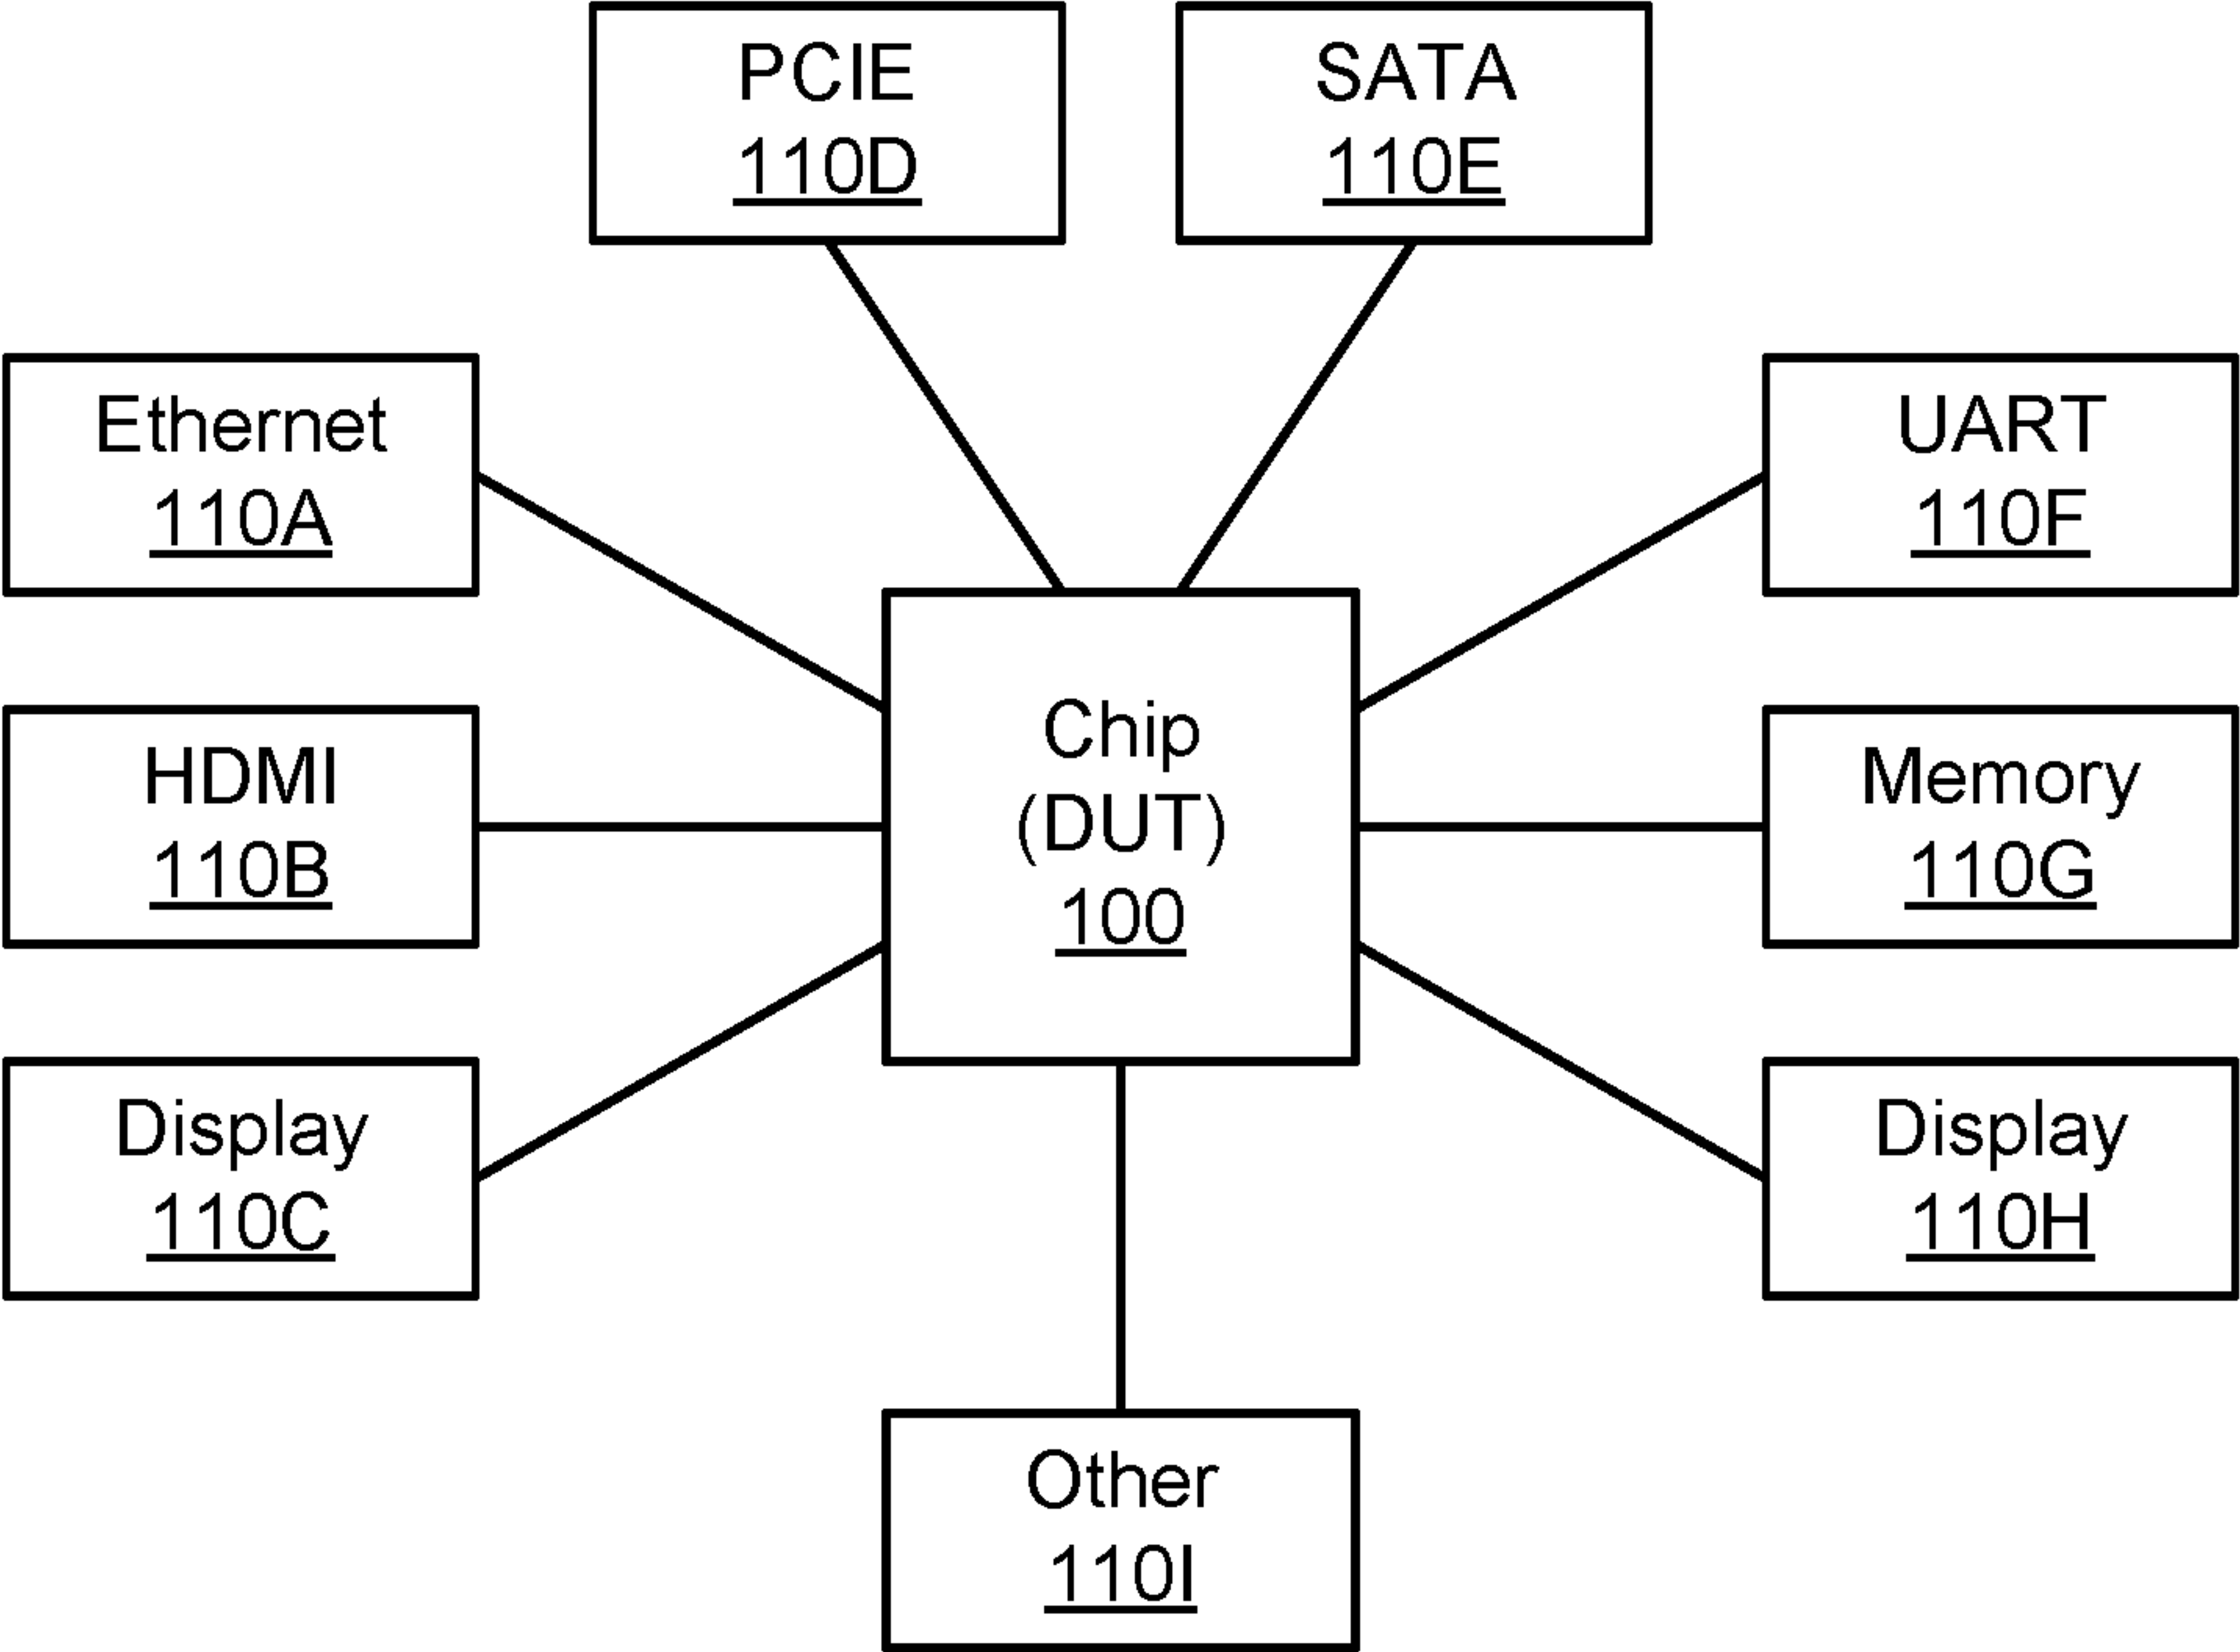 PCIE
110D
SATA
110E
Ethernet
110A
UART
110F
Chip
(DUT)
100
HDMI
110B
Memory
110G
Display
110C
Display
110H
Other
110I